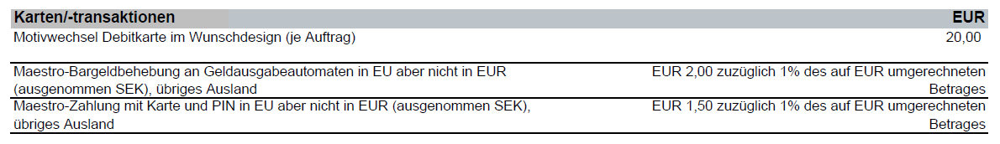 Karten/-transaktionen EUR
Motivwechsel Debitkarte im Wunschdesign (je Auftrag) 20,00
Maestro-Bargeldbehebung an Geldausgabeautomaten in EU aber nicht in EUR EUR 2,00 zuzüglich 1% des auf EUR umgerechneten
(ausgenommen SEK), übriges Ausland Betrages
Maestro-Zahlung mit Karte und PIN in EU aber nicht in EUR (ausgenommen SEK), EUR 1,50 zuzüglich 1% des auf EUR umgerechneten
übriges Ausland Betrages